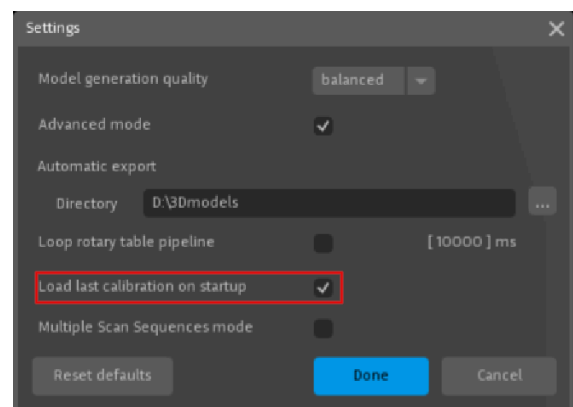 Settings
Model generation quality balanced
Advanced mode
Automatic export
Directory D:\3Dmodels ...
Loop rotary table pipeline [ 10000 ] ms
Load last calibration on startup
Multiple Scan Sequences mode
Reset defaults Done Cancel